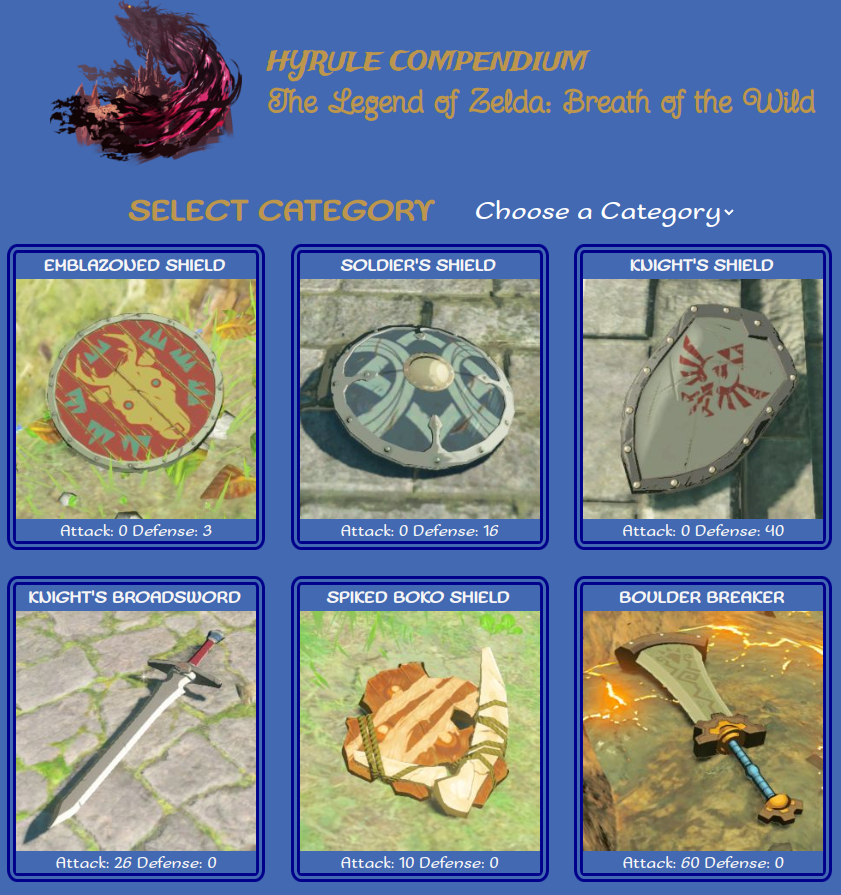 HYRULE COMPENDIUM
The Legend of Zelda: Breath of the Wild
SELECT CATEGORY
Choose a Category
EMBLAZONED SHIELD
SOLDIER'S SHIELD
KNIGHT'S SHIELD
Attack: 0 Defense: 3
Attack: 0 Defense: 16
Attack: 0 Defense: 40
KNIGHT'S BROADSWORD
SPIKED BOKO SHIELD
BOULDER BREAKER
Attack: 26 Defense: 0
Attack: 10 Defense: 0
Attack: 60 Defense: 0